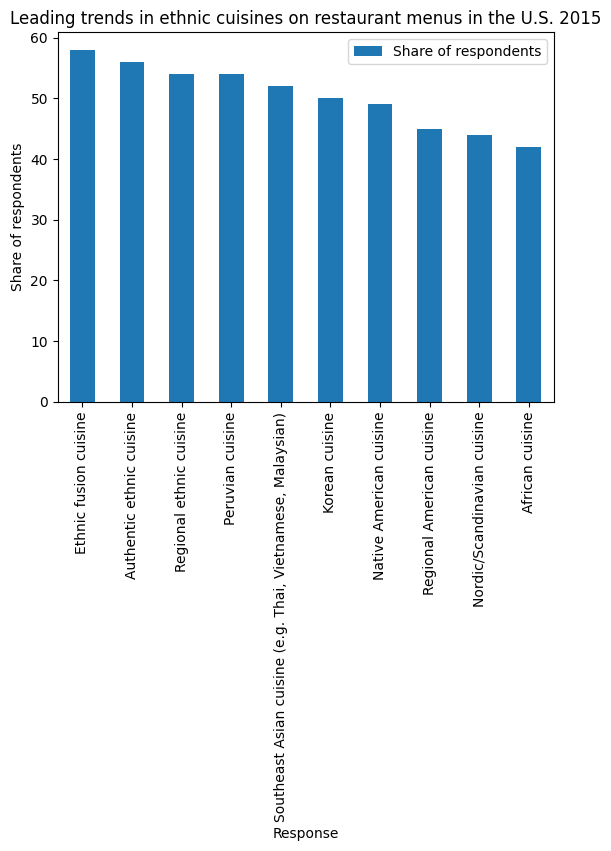 Leading trends in ethnic cuisines on restaurant menus in the U.S. 2015
Share of respondents
Share of respondents
60
50
40
30
20
10
0
Ethnic fusion cuisine
Authentic ethnic cuisine
Regional ethnic cuisine
Peruvian cuisine
Southeast Asian cuisine (e.g. Thai, Vietnamese, Malaysian)
Korean cuisine
Native American cuisine
Regional American cuisine
Nordic/Scandinavian cuisine
African cuisine
Response